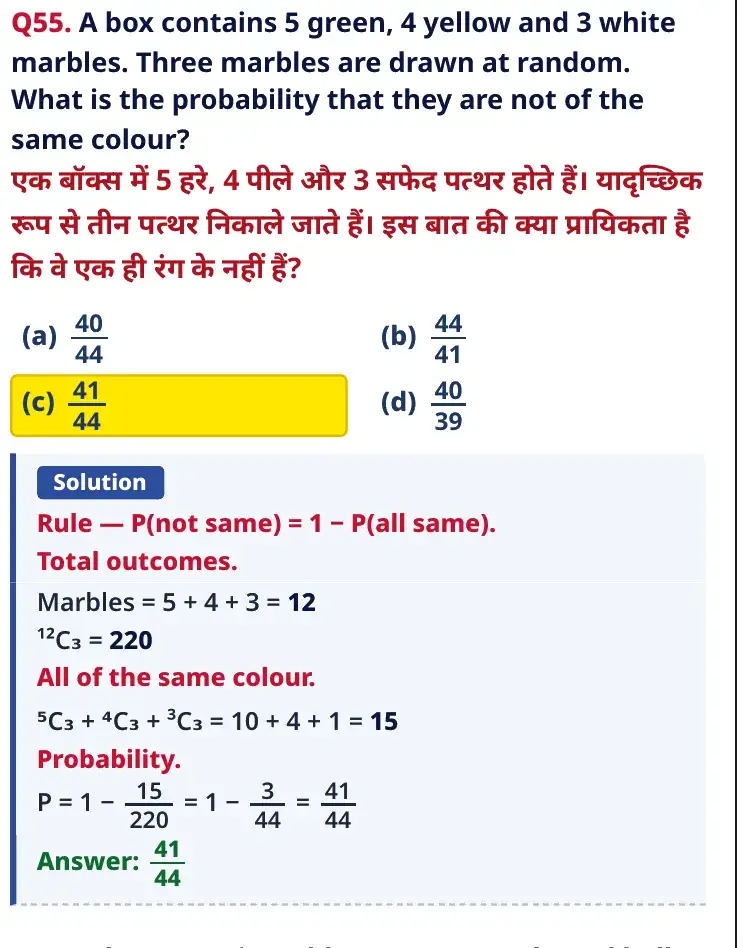 Q55. A box contains 5 green, 4 yellow and 3 white
marbles. Three marbles are drawn at random.
What is the probability that they are not of the
same colour?
एक बॉक्स में 5 हरे, 4 पीले और 3 सफेद पत्थर होते हैं। यादृच्छिक
रूप से तीन पत्थर निकाले जाते हैं। इस बात की क्या प्रायिकता है
कि वे एक ही रंग के नहीं हैं?
(a) 40/44 (b) 44/41
(c) 41/44 (d) 40/39
Solution
Rule — P(not same) = 1 − P(all same).
Total outcomes.
Marbles = 5 + 4 + 3 = 12
¹²C₃ = 220
All of the same colour.
⁵C₃ + ⁴C₃ + ³C₃ = 10 + 4 + 1 = 15
Probability.
P = 1 − 15/220 = 1 − 3/44 = 41/44
Answer: 41/44